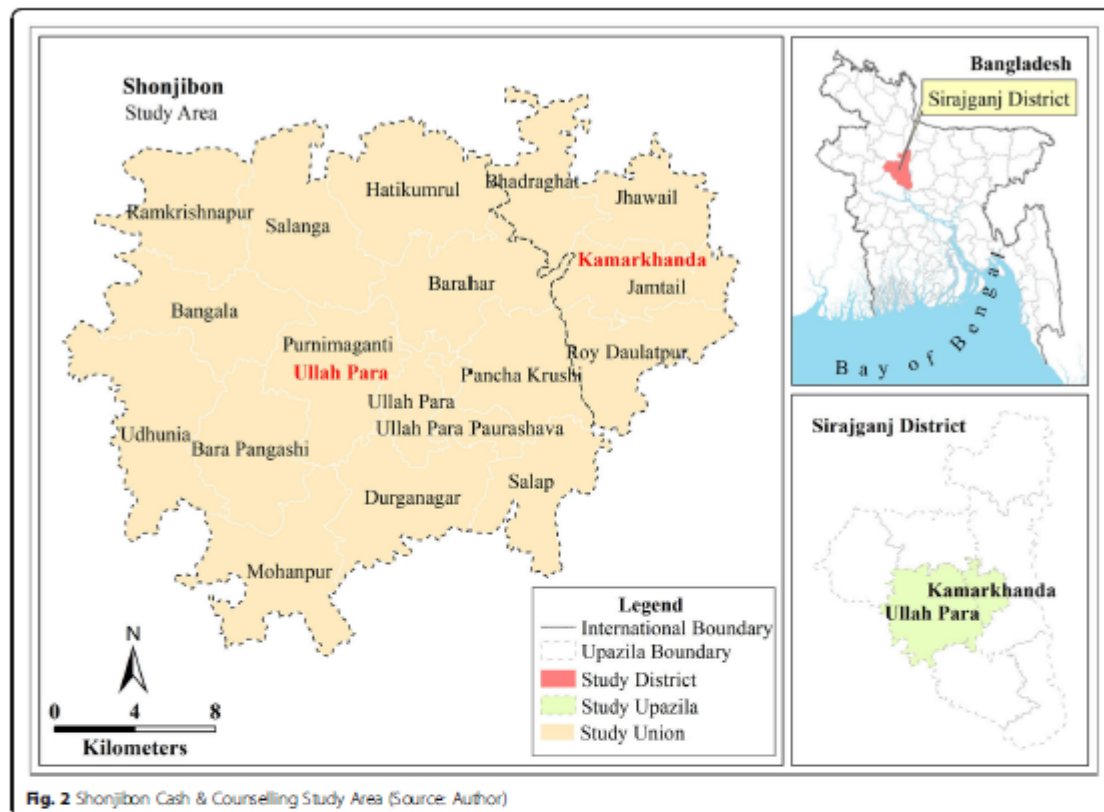 Shonjibon
Study Area
Hatikumrul
Bhadraghat
Jhawail
Ramkrishnapur
Salanga
Kamarkhanda
Barahar
Jamtail
Bangala
Purnimaganti
Roy Daulatpur
Ullah Para
Pancha Krushi
Ullah Para
Udhunia
Ullah Para Paurashava
Bara Pangashi
Salap
Durganagar
Mohanpur
N
0 4 8
Kilometers
Legend
International Boundary
Upazila Boundary
Study District
Study Upazila
Study Union
Bangladesh
Sirajganj District
Bay of Bengal
Sirajganj District
Kamarkhanda
Ullah Para
Fig. 2 Shonjibon Cash & Counselling Study Area (Source: Author)